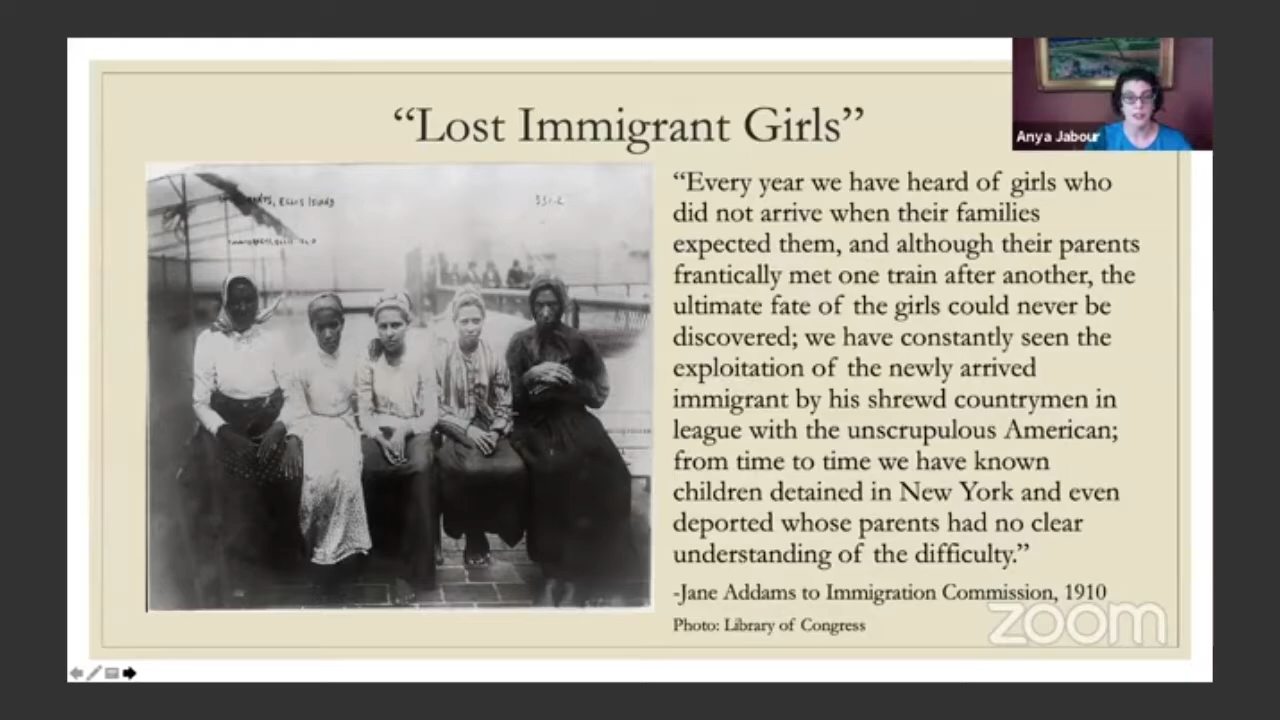 “Lost Immigrant Girls”
Anya Jabour
ELLIS ISLAND
“Every year we have heard of girls who
did not arrive when their families
expected them, and although their parents
frantically met one train after another, the
ultimate fate of the girls could never be
discovered; we have constantly seen the
exploitation of the newly arrived
immigrant by his shrewd countrymen in
league with the unscrupulous American;
from time to time we have known
children detained in New York and even
deported whose parents had no clear
understanding of the difficulty.”
-Jane Addams to Immigration Commission, 1910
Photo: Library of Congress
zoom